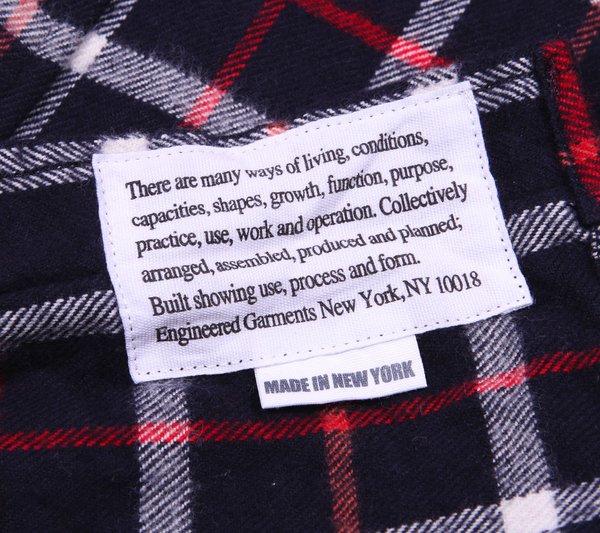 There are many ways of living, conditions,
capacities, shapes, growth, function, purpose,
practice, use, work and operation. Collectively
arranged, assembled, produced and planned;
Built showing use, process and form.
Engineered Garments New York, NY 10018
MADE IN NEW YORK